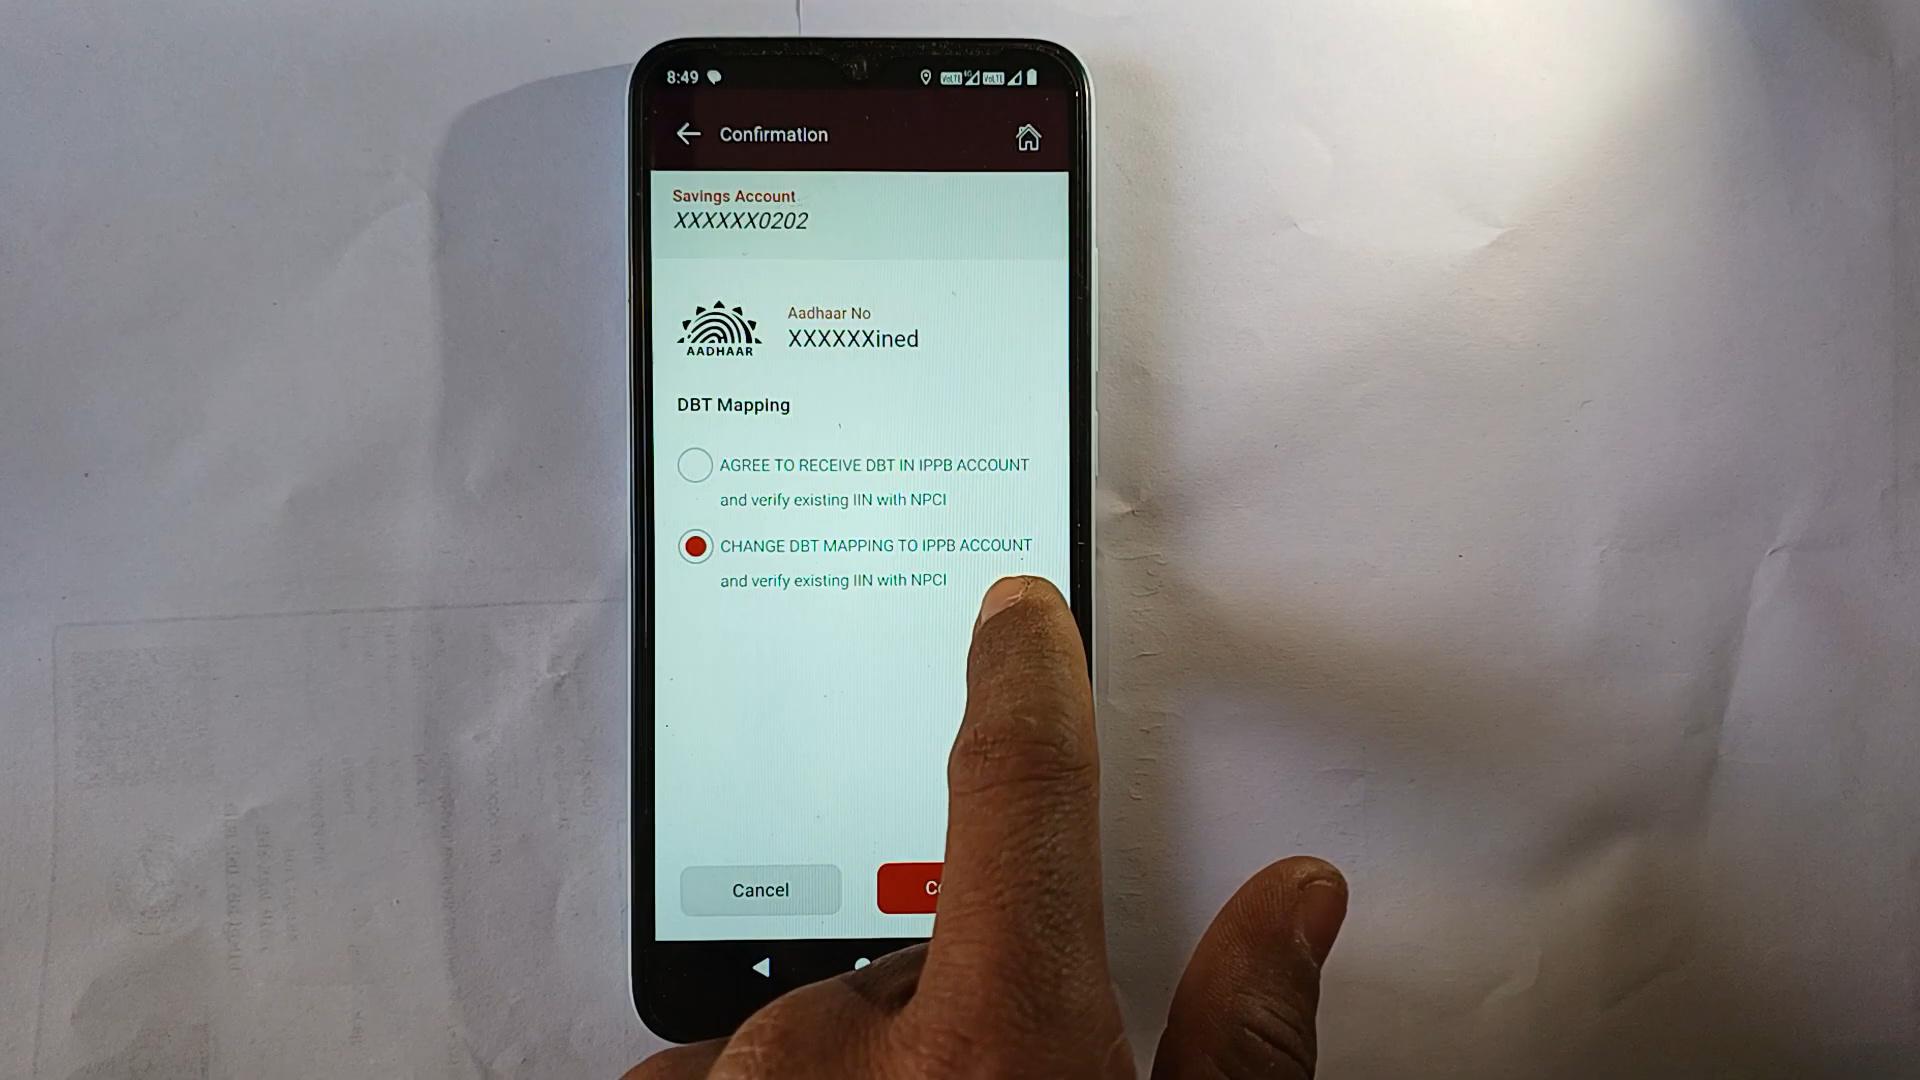 8:49
Confirmation
Savings Account
XXXXXX0202
AADHAAR
Aadhaar No
XXXXXXined
DBT Mapping
AGREE TO RECEIVE DBT IN IPPB ACCOUNT
and verify existing IIN with NPCI
CHANGE DBT MAPPING TO IPPB ACCOUNT
and verify existing IIN with NPCI
Cancel